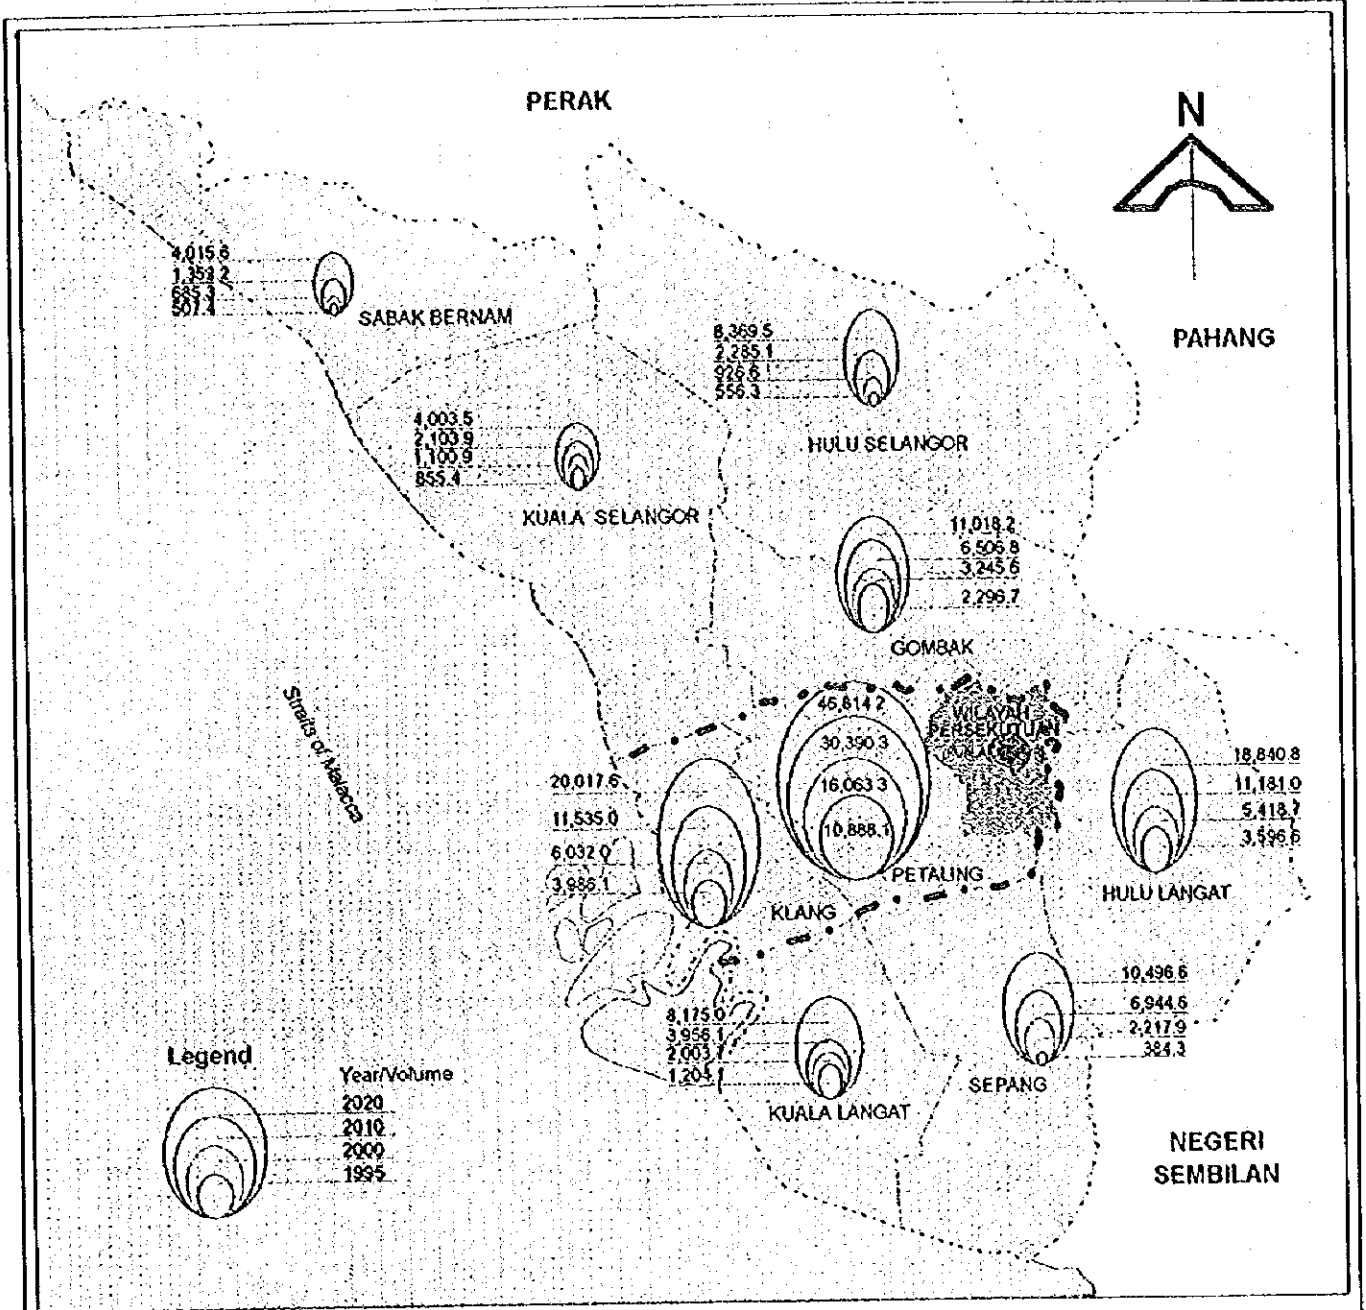 PERAK
N
PAHANG
4,015.6
1,353.2
685.3
507.4
SABAK BERNAM
8,369.5
2,285.1
926.6
556.3
HULU SELANGOR
4,003.5
2,103.9
1,100.9
855.4
KUALA SELANGOR
11,018.2
6,506.8
3,245.6
2,296.7
GOMBAK
Straits of Malacca
WILAYAH
PERSEKUTUAN
45,814.2
30,390.3
16,063.3
10,888.1
PETALING
20,017.6
11,535.0
6,032.0
3,986.1
KLANG
18,840.8
11,181.0
5,418.7
3,596.6
HULU LANGAT
10,496.6
6,944.6
2,217.9
384.3
SEPANG
8,175.0
3,956.1
2,003.7
1,204.1
KUALA LANGAT
NEGERI
SEMBILAN
Legend
Year/Volume
2020
2010
2000
1995